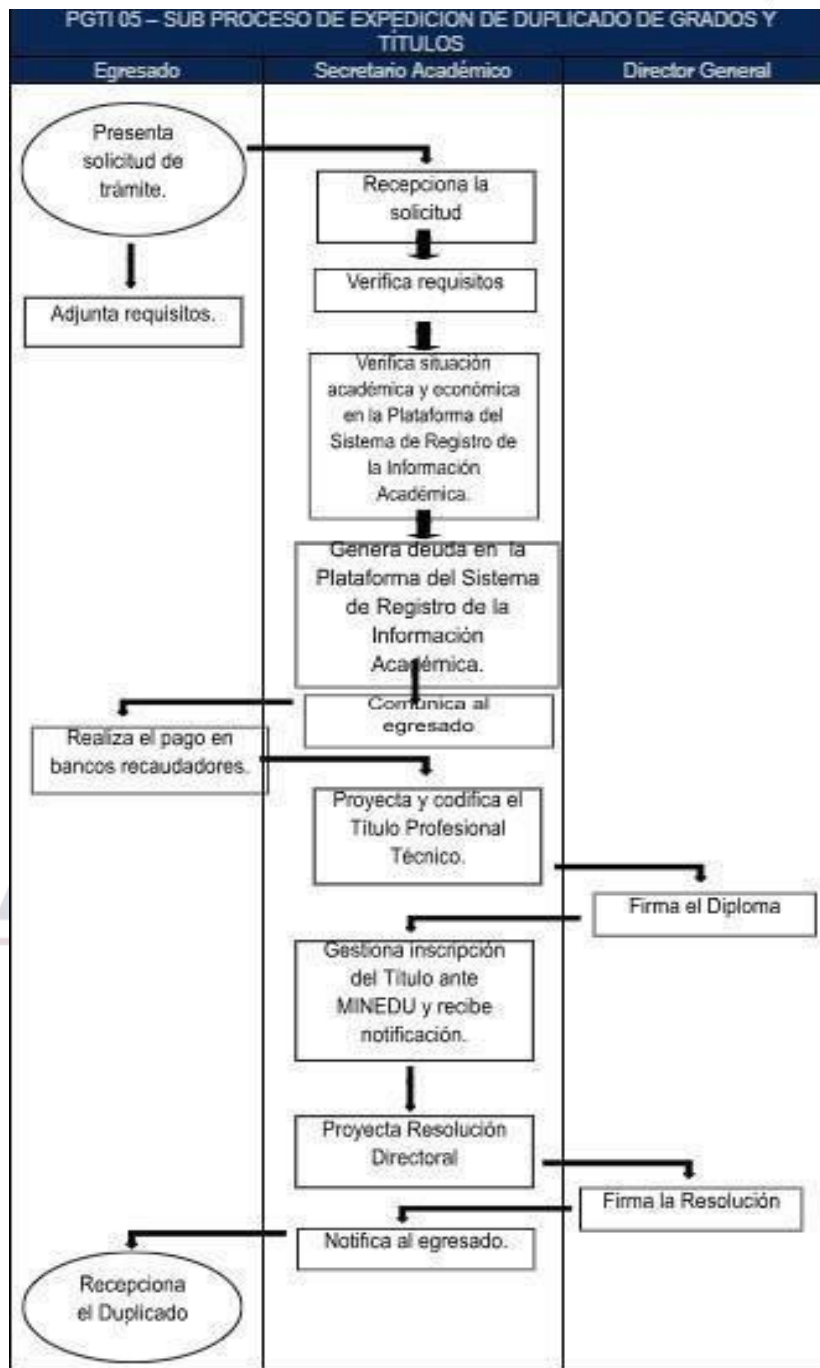 PGTI 05 – SUB PROCESO DE EXPEDICION DE DUPLICADO DE GRADOS Y
TÍTULOS
Egresado
Secretario Académico
Director General
Presenta
solicitud de
trámite.
Recepciona la
solicitud
Verifica requisitos
Adjunta requisitos.
Verifica situación
académica y económica
en la Plataforma del
Sistema de Registro de
la Información
Académica.
Genera deuda en la
Plataforma del Sistema
de Registro de la
Información
Académica.
Comunica al
egresado
Realiza el pago en
bancos recaudadores.
Proyecta y codifica el
Titulo Profesional
Técnico.
Firma el Diploma
Gestiona inscripción
del Titulo ante
MINEDU y recibe
notificación.
Proyecta Resolución
Directoral
Firma la Resolución
Notifica al egresado.
Recepciona
el Duplicado